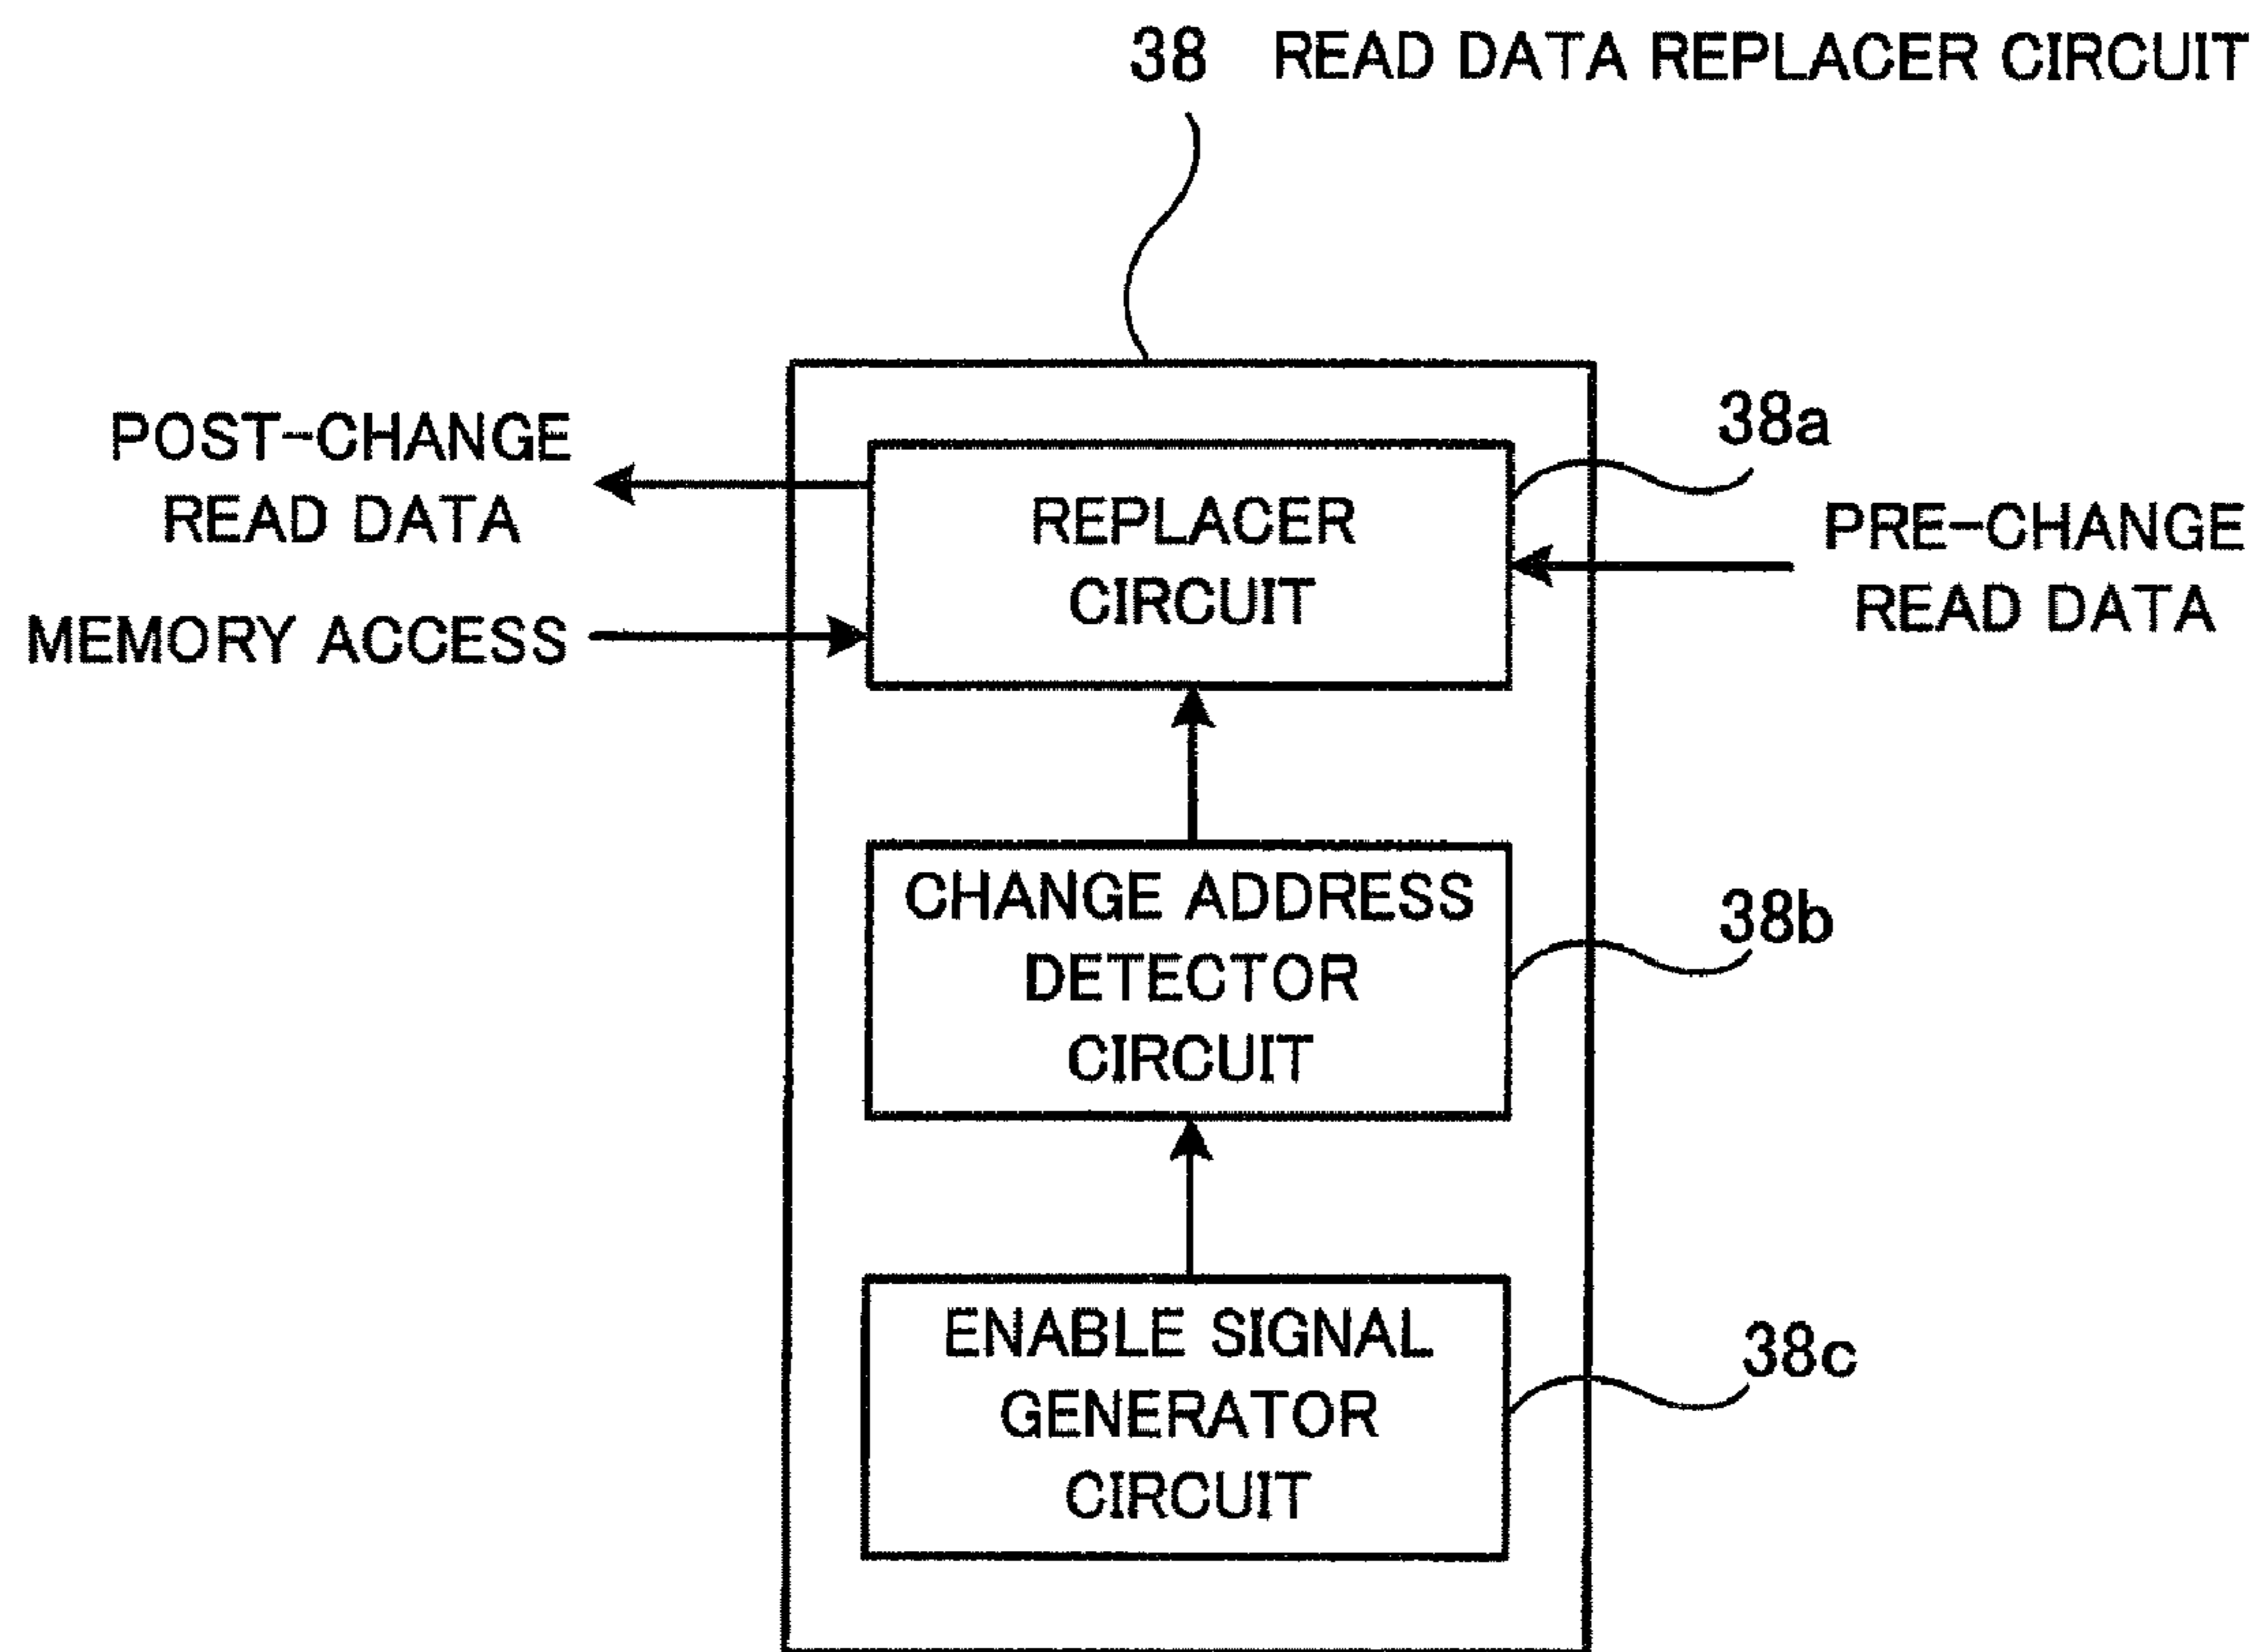 38 READ DATA REPLACER CIRCUIT
POST-CHANGE
READ DATA
MEMORY ACCESS
REPLACER
CIRCUIT
38a
PRE-CHANGE
READ DATA
CHANGE ADDRESS
DETECTOR
CIRCUIT
38b
ENABLE SIGNAL
GENERATOR
CIRCUIT
38c